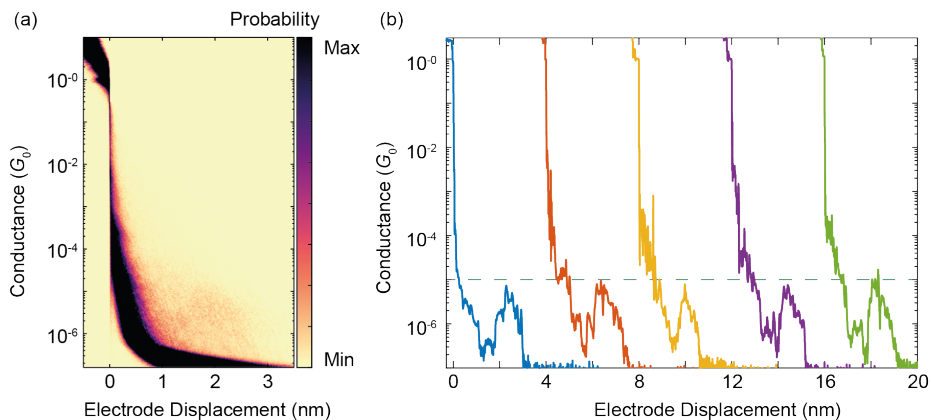 (a)
Probability
Max
Min
10⁻⁰
10⁻²
10⁻⁴
10⁻⁶
Conductance (G₀)
0
1
2
3
Electrode Displacement (nm)
(b)
10⁻⁰
10⁻²
10⁻⁴
10⁻⁶
Conductance (G₀)
0
4
8
12
16
20
Electrode Displacement (nm)